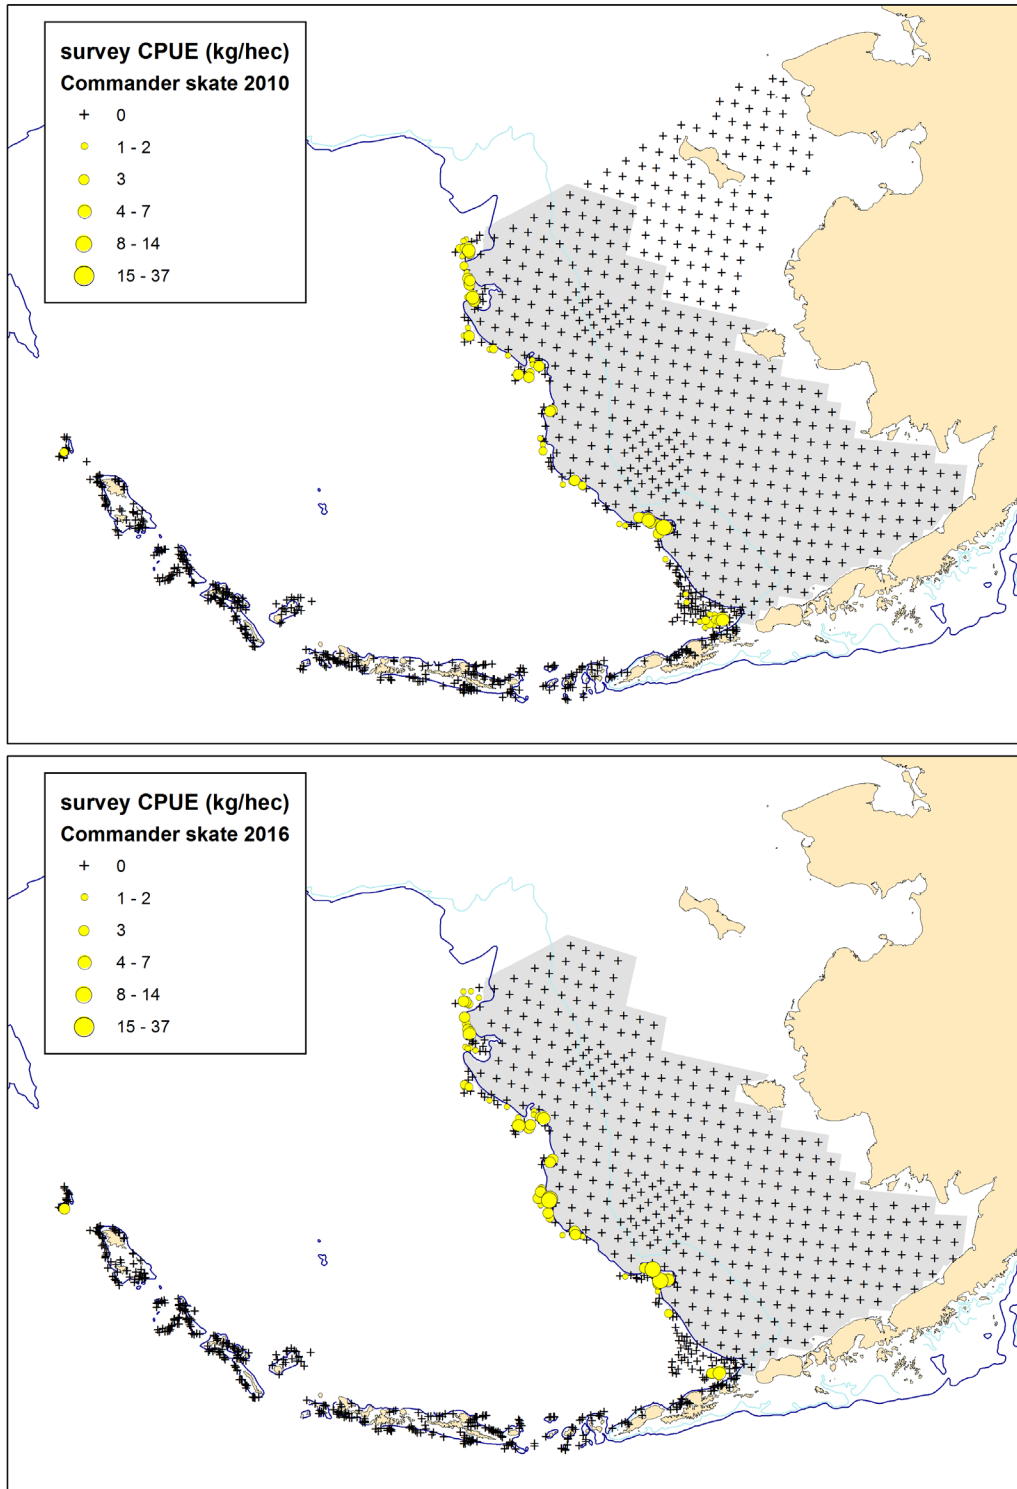 survey CPUE (kg/hec)
Commander skate 2010
0
1 - 2
3
4 - 7
8 - 14
15 - 37
survey CPUE (kg/hec)
Commander skate 2016
0
1 - 2
3
4 - 7
8 - 14
15 - 37